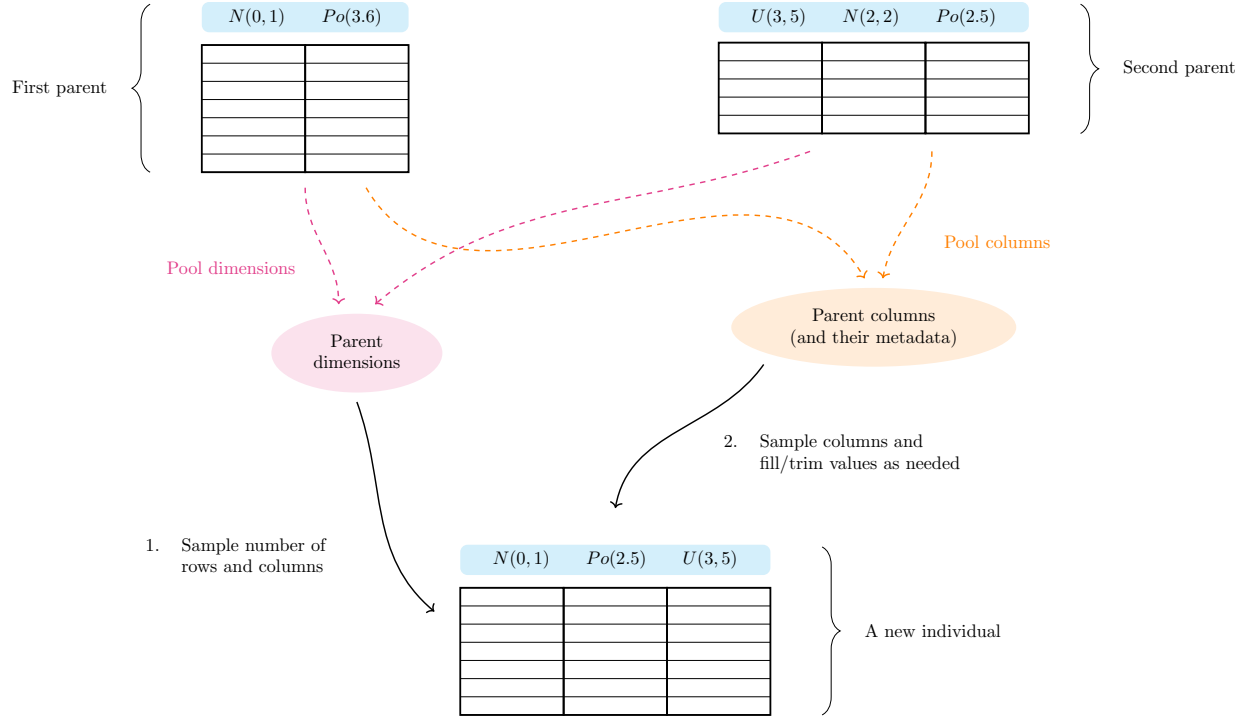 N(0, 1) Po(3.6)
U(3, 5) N(2, 2) Po(2.5)
First parent
Second parent
Pool dimensions
Pool columns
Parent
dimensions
Parent columns
(and their metadata)
2. Sample columns and
fill/trim values as needed
1. Sample number of
rows and columns
N(0, 1) Po(2.5) U(3, 5)
A new individual